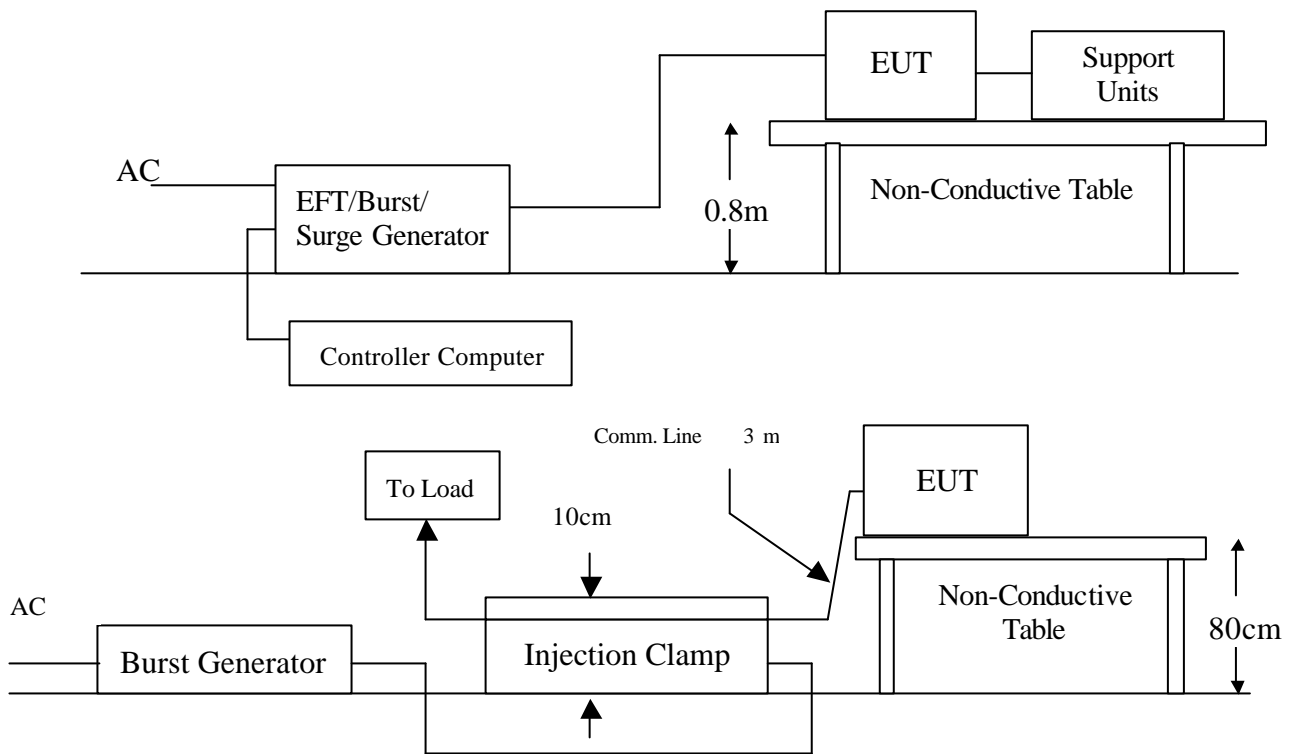 EUT
Support
Units
AC
EFT/Burst/
Surge Generator
0.8m
Non-Conductive Table
Controller Computer
Comm. Line 3 m
To Load
10cm
EUT
AC
Burst Generator
Injection Clamp
Non-Conductive
Table
80cm